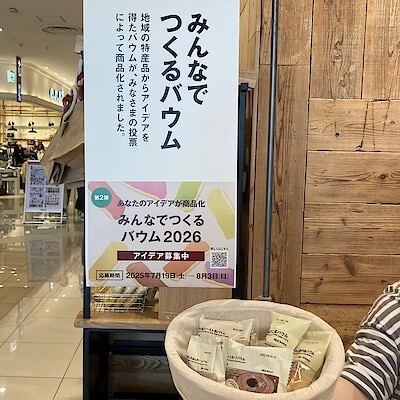 みんなで
つくるバウム
地域の特産品からアイデアを
得たバウムが、みなさまの投票
によって商品化されました。
第2弾
あなたのアイデアが商品化
みんなでつくる
バウム2026
アイデア募集中
応募期間
2025年7月19日(土)―8月3日(日)